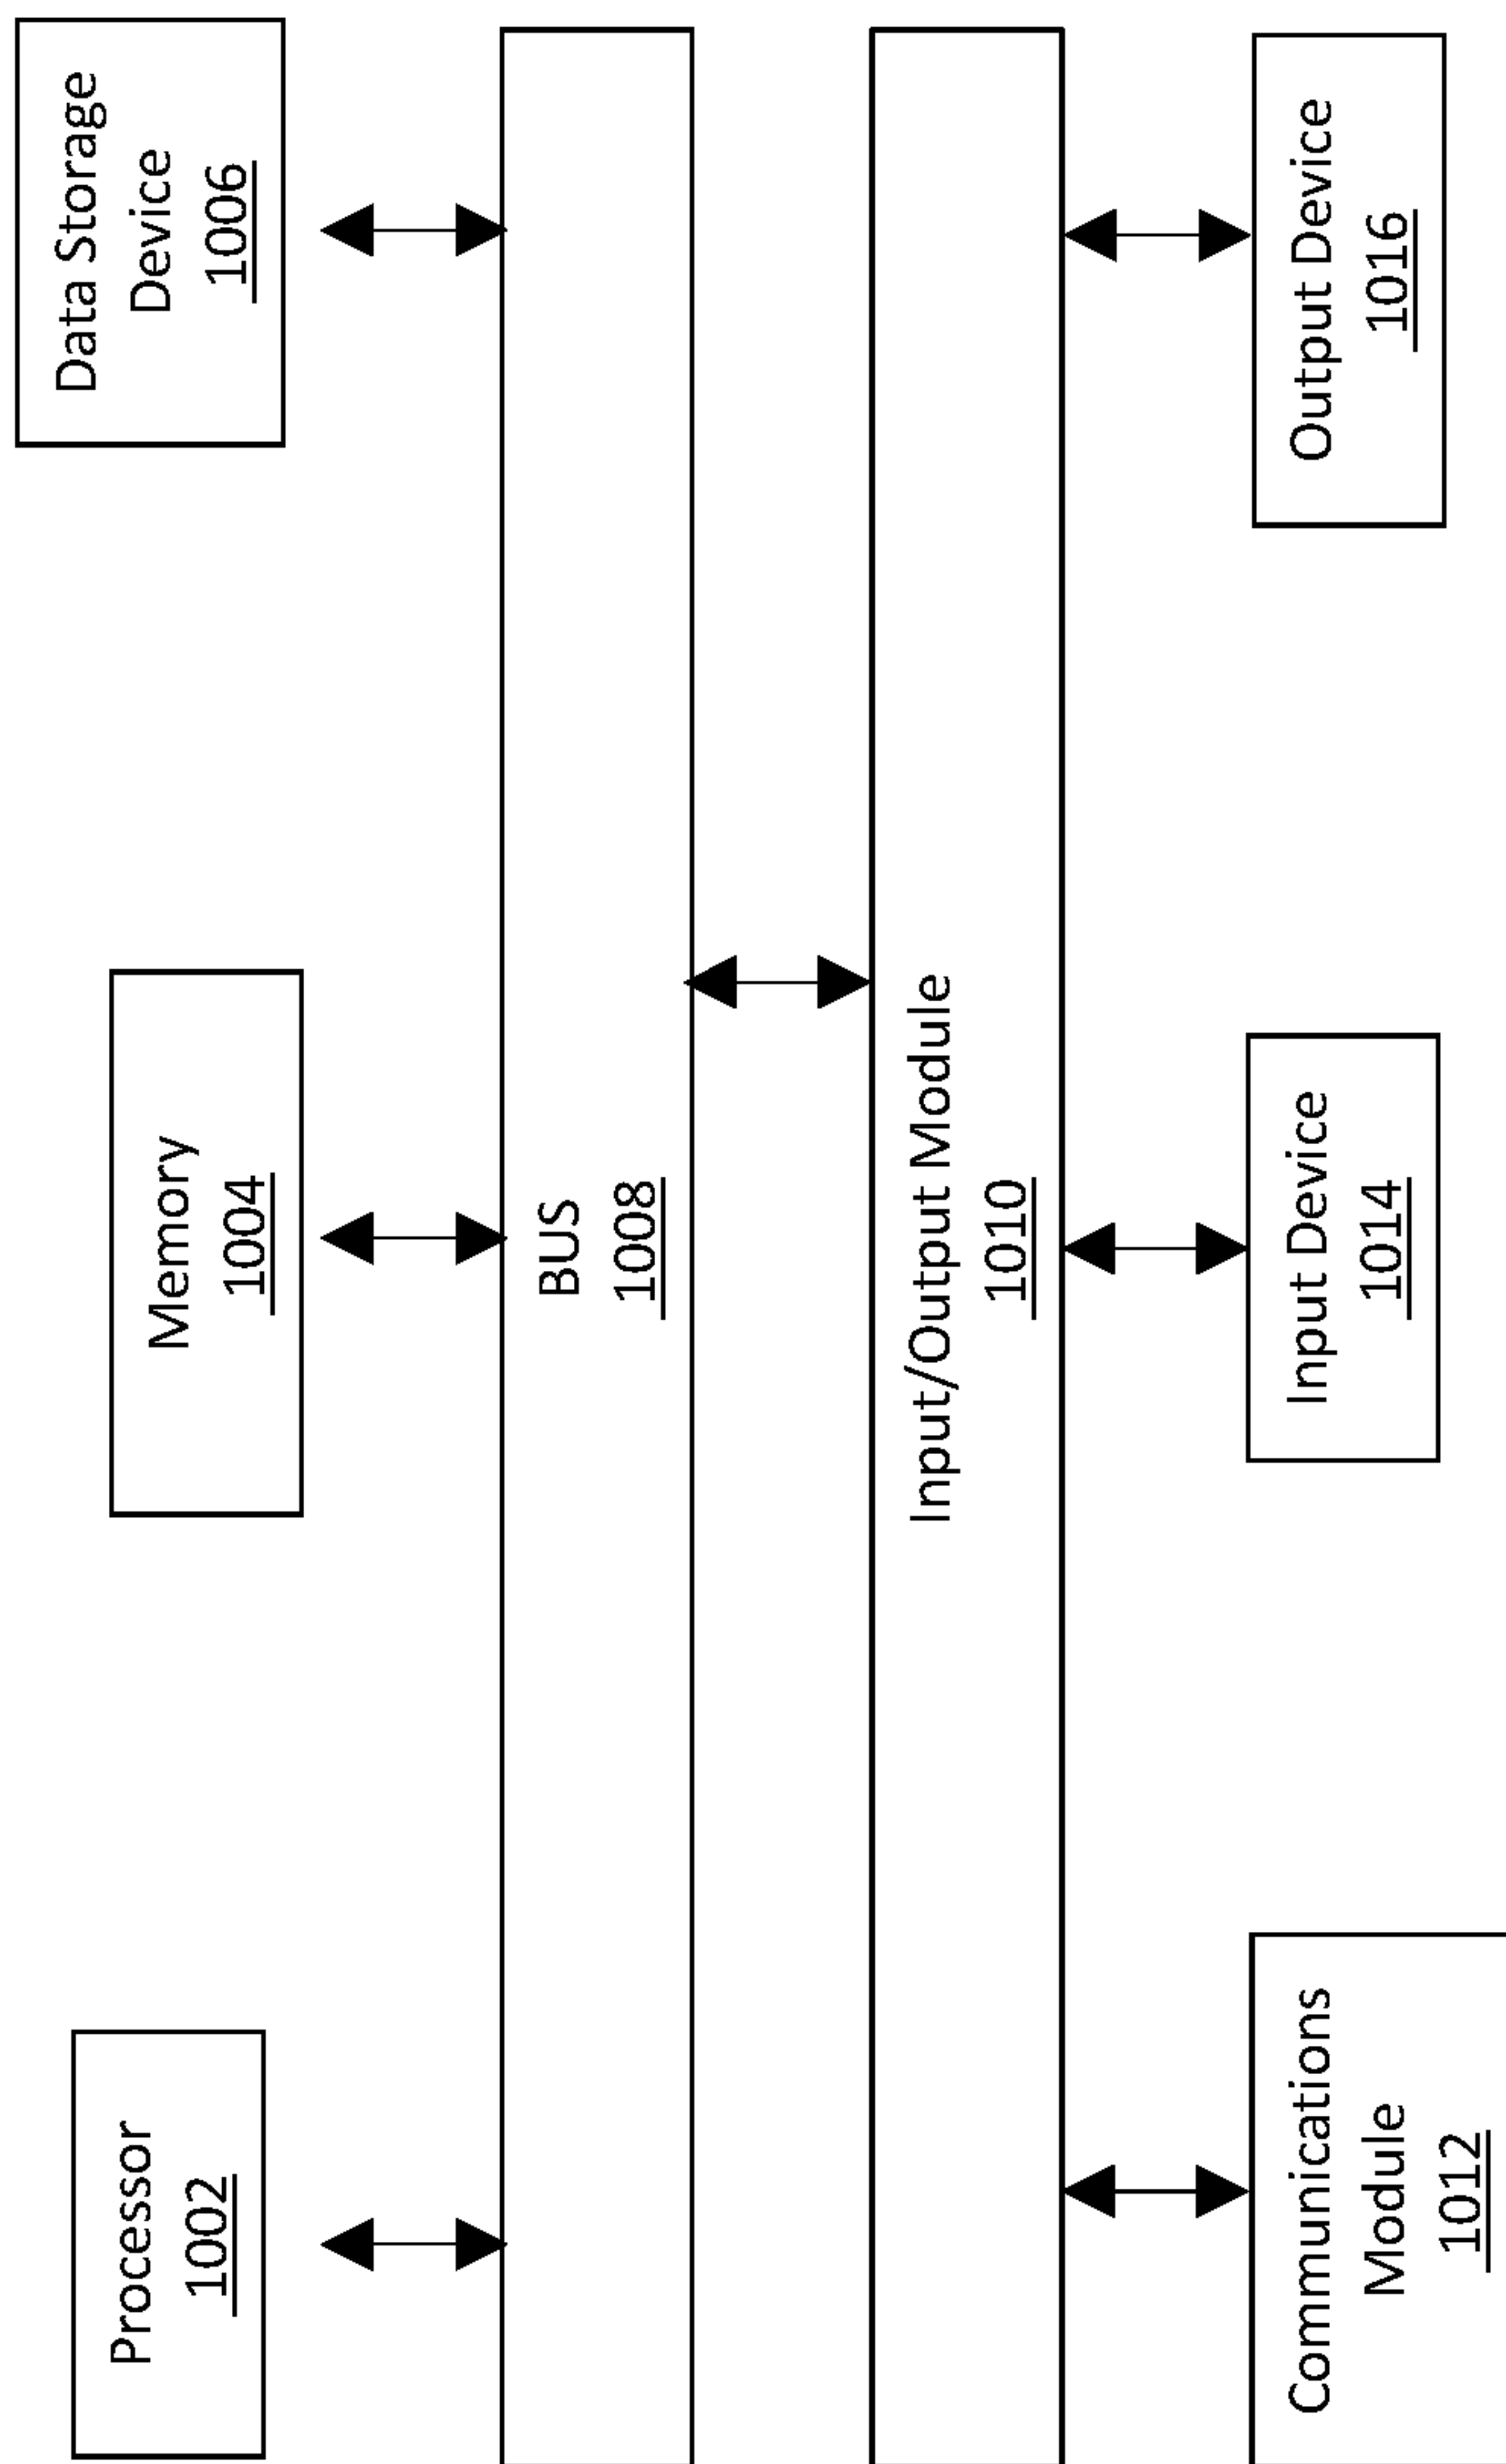 Processor
1002
Memory
1004
Data Storage
Device
1006
BUS
1008
Input/Output Module
1010
Communications
Module
1012
Input Device
1014
Output Device
1016